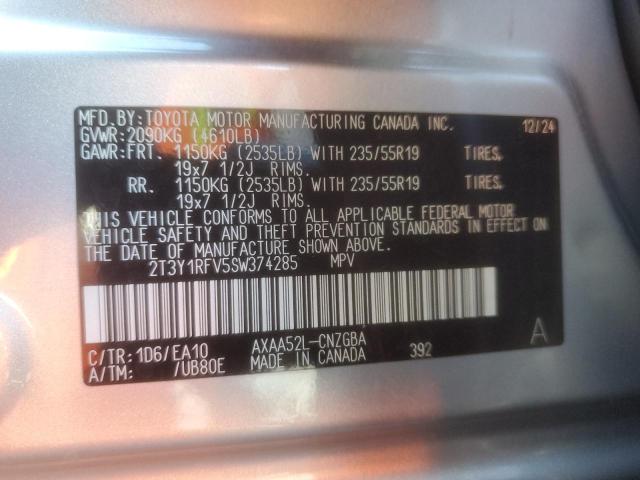 MFD.BY:TOYOTA MOTOR MANUFACTURING CANADA INC. 12/24
GVWR:2090KG (4610LB)
GAWR:FRT. 1150KG (2535LB) WITH 235/55R19 TIRES,
19x7 1/2J RIMS.
RR. 1150KG (2535LB) WITH 235/55R19 TIRES,
19x7 1/2J RIMS.
THIS VEHICLE CONFORMS TO ALL APPLICABLE FEDERAL MOTOR
VEHICLE SAFETY AND THEFT PREVENTION STANDARDS IN EFFECT ON
THE DATE OF MANUFACTURE SHOWN ABOVE.
2T3Y1RFV5SW374285 MPV
C/TR:1D6/EA10 AXAA52L-CNZGBA 392 A
A/TM: /UB80E MADE IN CANADA